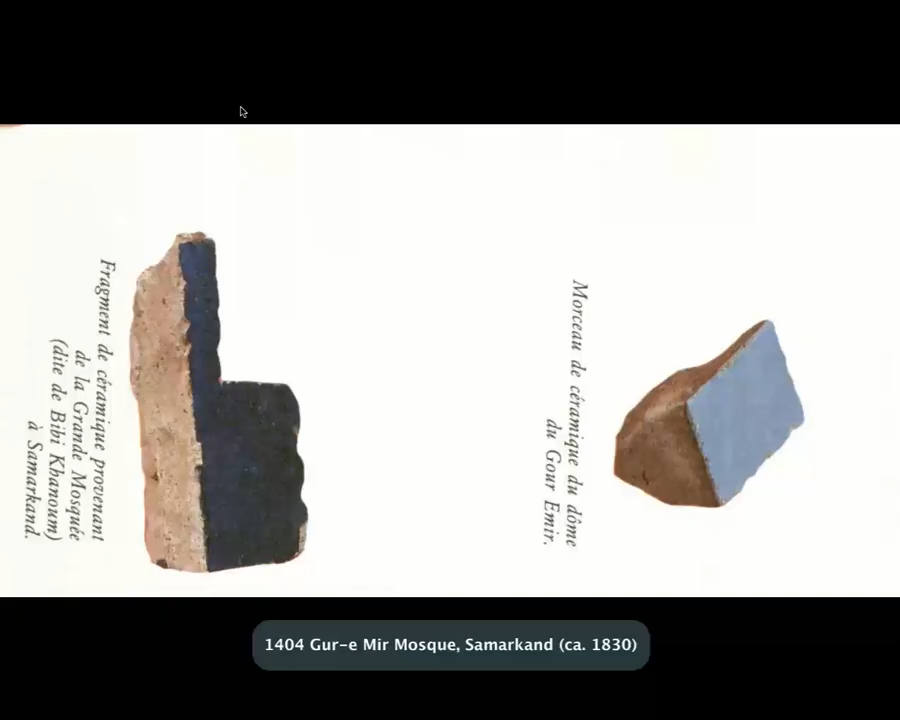 Fragment de céramique provenant
de la Grande Mosquée
(dite de Bibi Khanoum)
à Samarkand.
Morceau de céramique du dôme
du Gour Emir.
1404 Gur-e Mir Mosque, Samarkand (ca. 1830)